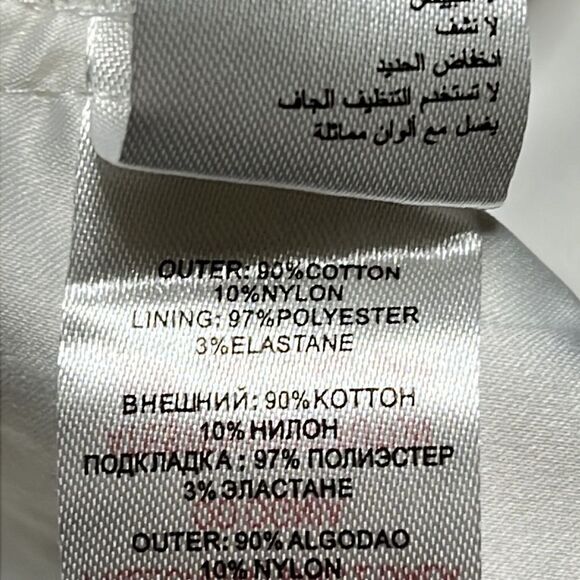 لا نشف
انخفاض الحديد
لا تستخدم التنظيف الجاف
يغسل مع ألوان مماثلة
OUTER: 90%COTTON
10%NYLON
LINING: 97%POLYESTER
3%ELASTANE
ВНЕШНИЙ: 90%КОТТОН
10%НИЛОН
ПОДКЛАДКА: 97% ПОЛИЭСТЕР
3% ЭЛАСТАНЕ
OUTER: 90% ALGODAO
10% NYLON